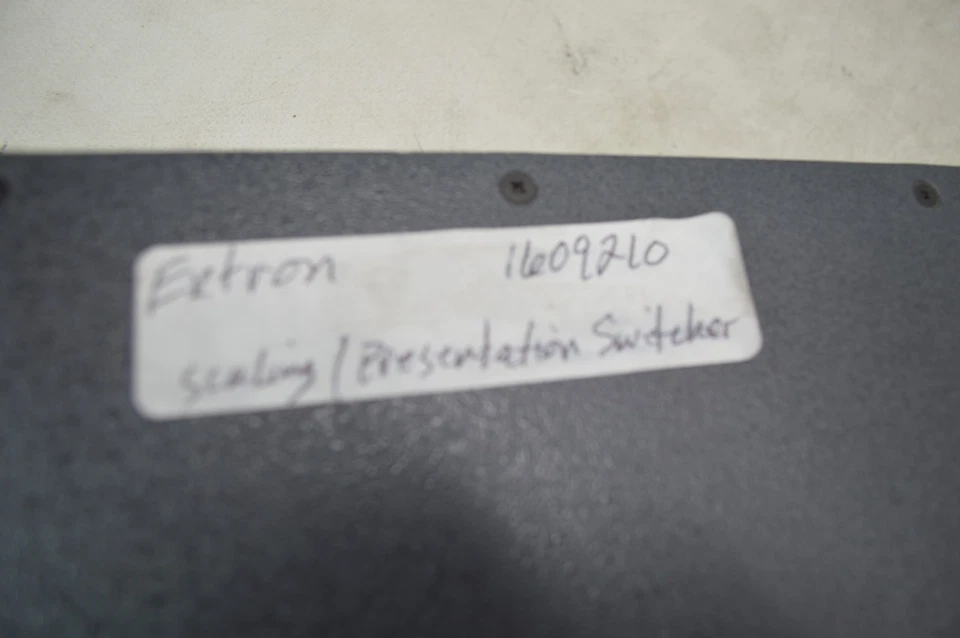 Extron 1609210
scaling / Presentation Switcher